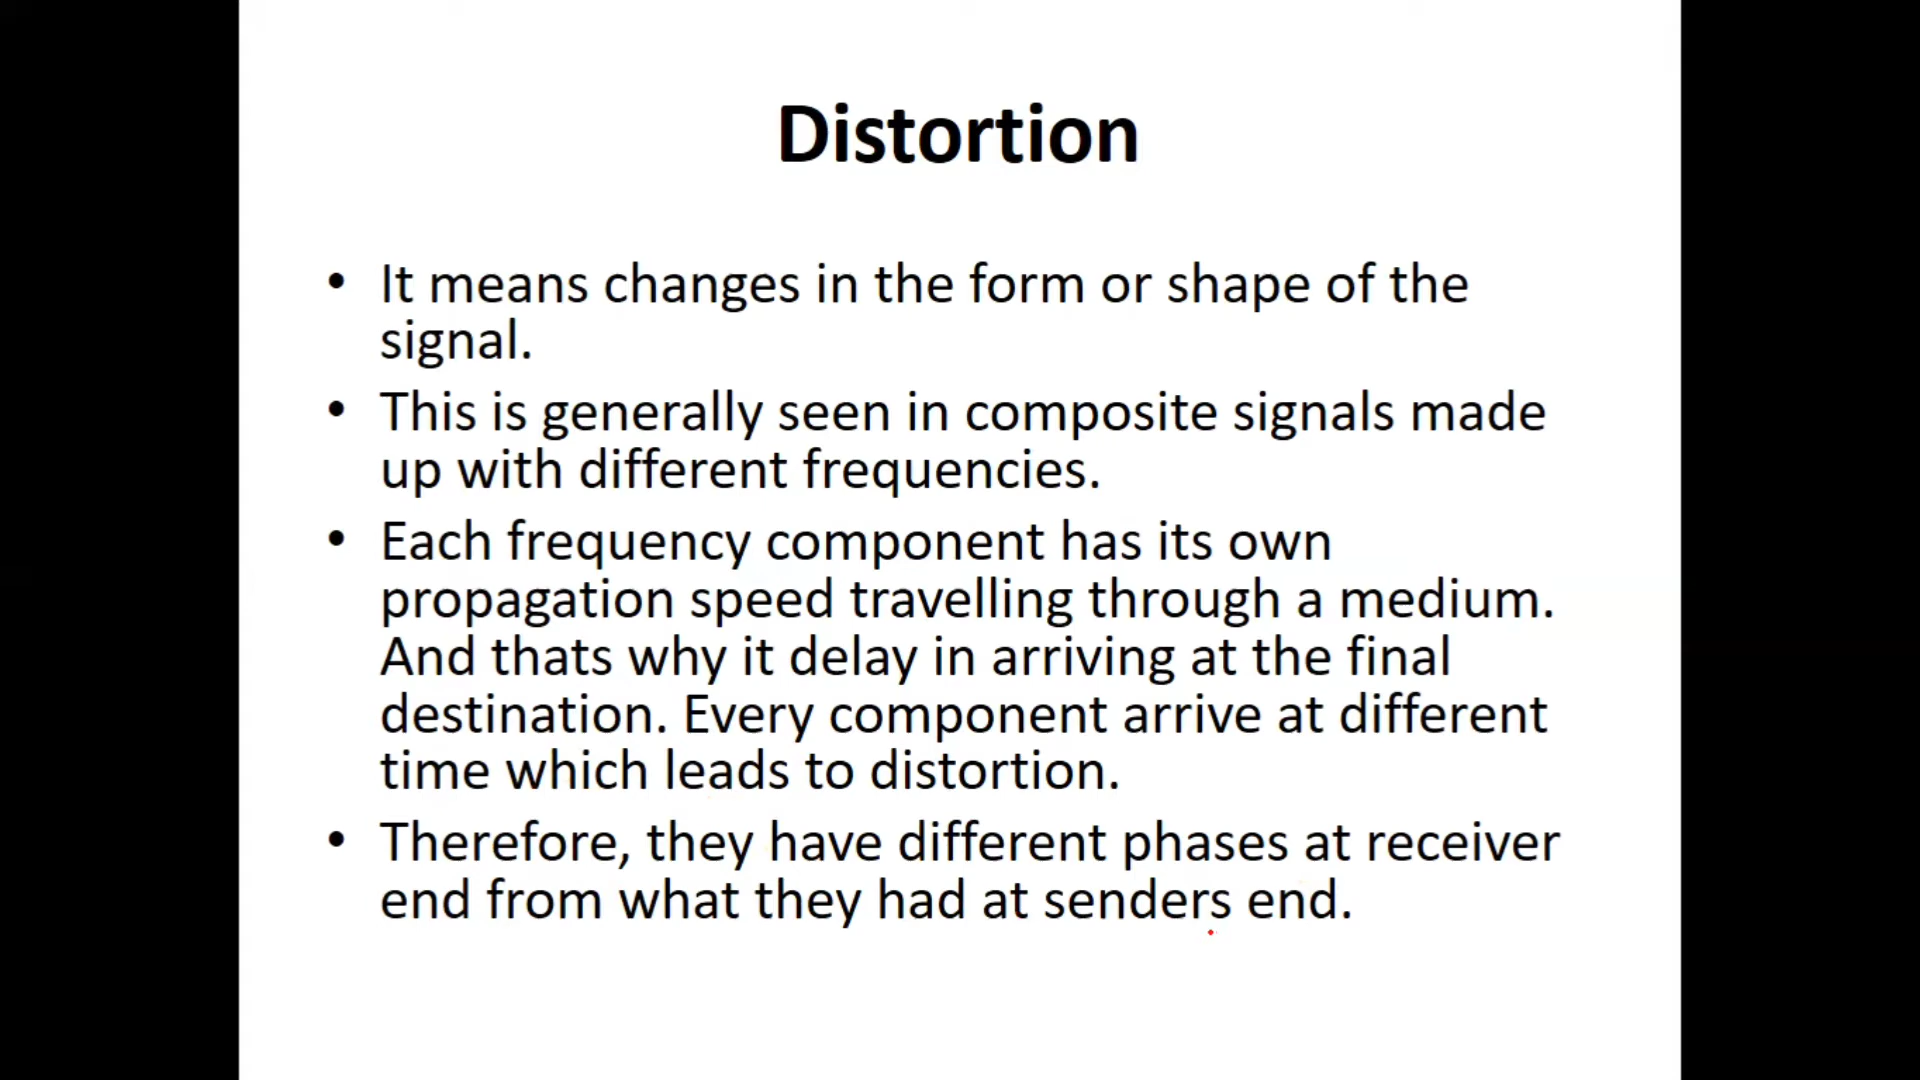 Distortion
• It means changes in the form or shape of the
signal.
• This is generally seen in composite signals made
up with different frequencies.
• Each frequency component has its own
propagation speed travelling through a medium.
And thats why it delay in arriving at the final
destination. Every component arrive at different
time which leads to distortion.
• Therefore, they have different phases at receiver
end from what they had at senders end.